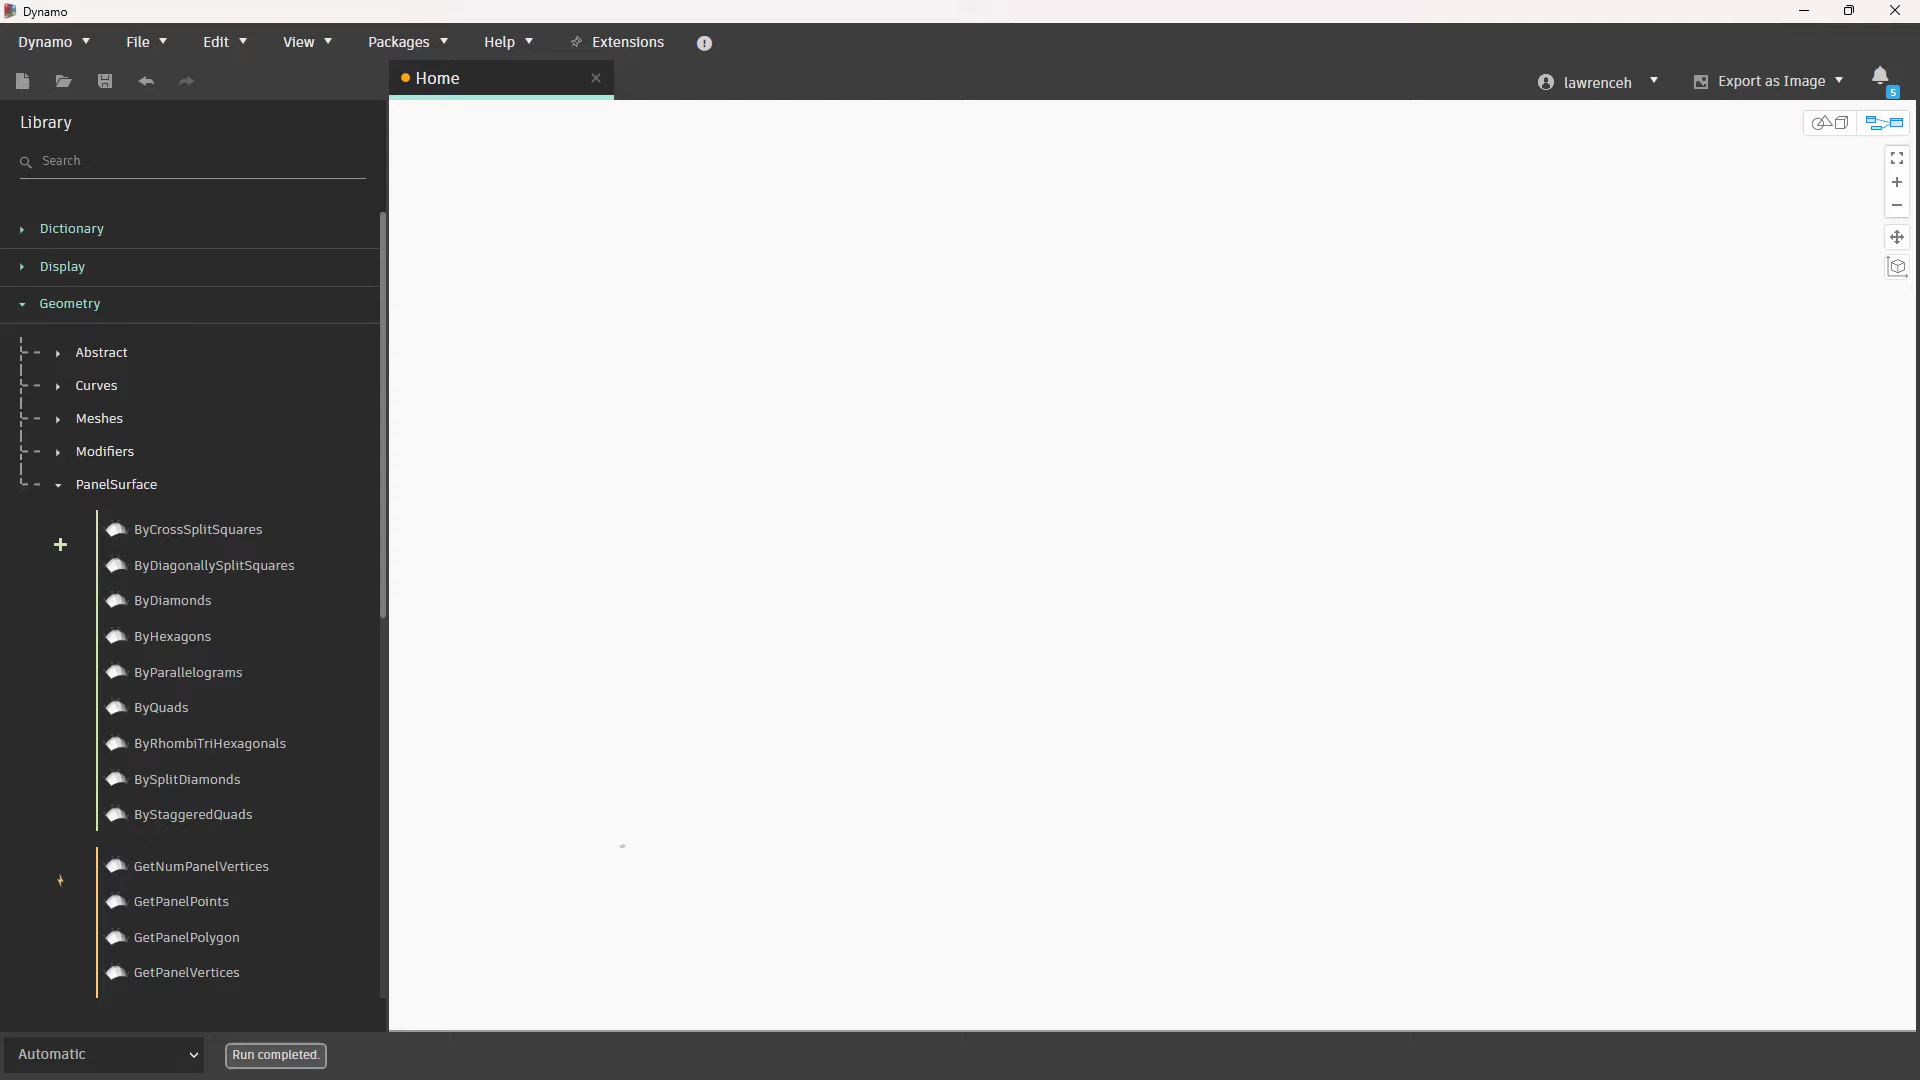 Dynamo
Dynamo File Edit View Packages Help Extensions
Home
lawrenceh Export as Image
5
Library
Search
Dictionary
Display
Geometry
Abstract
Curves
Meshes
Modifiers
PanelSurface
ByCrossSplitSquares
ByDiagonallySplitSquares
ByDiamonds
ByHexagons
ByParallelograms
ByQuads
ByRhombiTriHexagonals
BySplitDiamonds
ByStaggeredQuads
GetNumPanelVertices
GetPanelPoints
GetPanelPolygon
GetPanelVertices
Automatic Run completed.